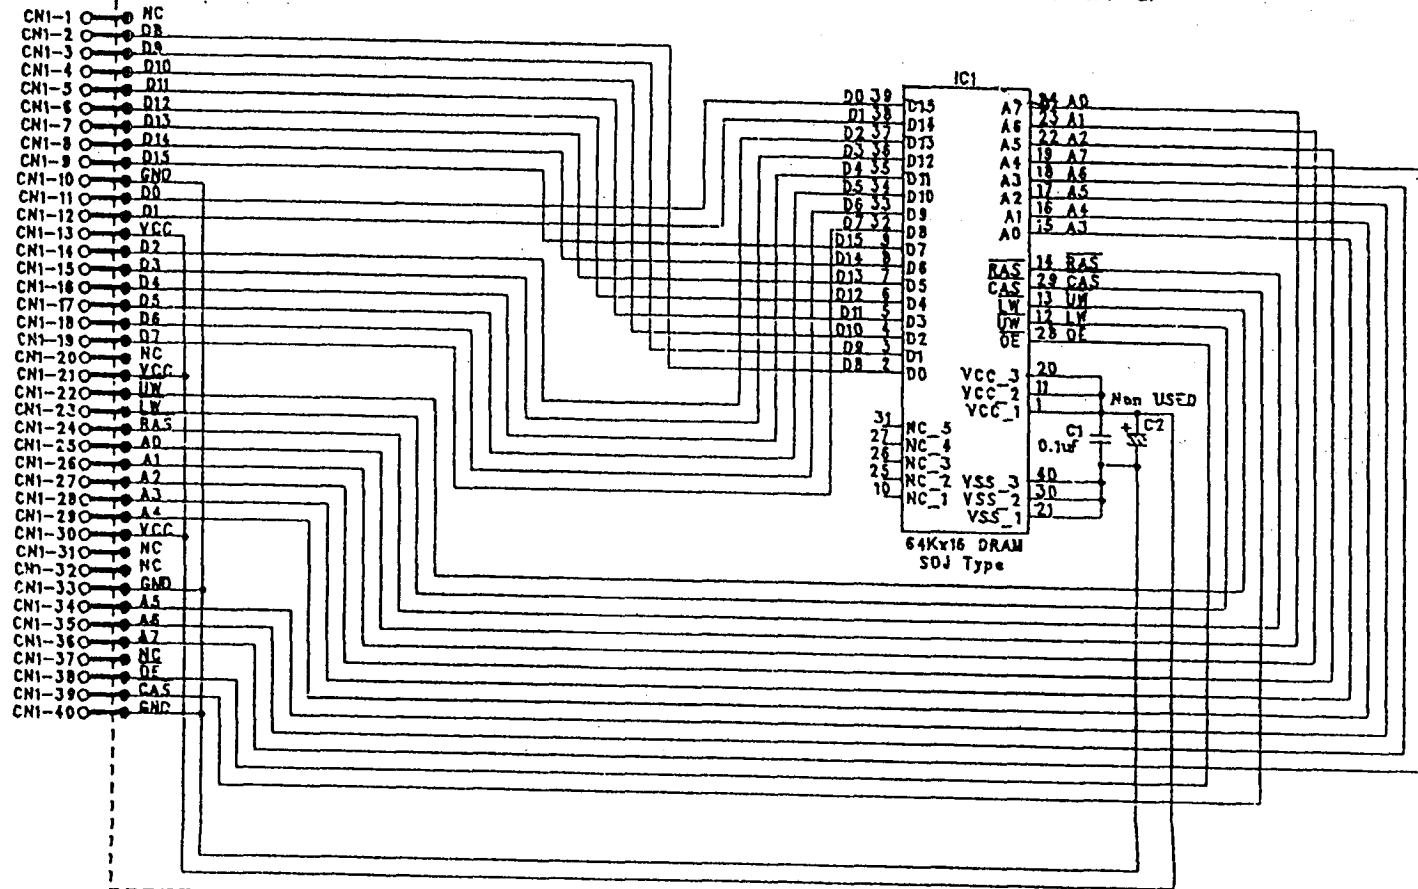 CN1-1 NC
CN1-2 D8
CN1-3 D9
CN1-4 D10
CN1-5 D11
CN1-6 D12
CN1-7 D13
CN1-8 D14
CN1-9 D15
CN1-10 GND
CN1-11 D0
CN1-12 D1
CN1-13 VCC
CN1-14 D2
CN1-15 D3
CN1-16 D4
CN1-17 D5
CN1-18 D6
CN1-19 D7
CN1-20 NC
CN1-21 VCC
CN1-22 UW
CN1-23 LW
CN1-24 RAS
CN1-25 A0
CN1-26 A1
CN1-27 A2
CN1-28 A3
CN1-29 A4
CN1-30 VCC
CN1-31 NC
CN1-32 NC
CN1-33 GND
CN1-34 A5
CN1-35 A6
CN1-36 A7
CN1-37 NC
CN1-38 OE
CN1-39 CAS
CN1-40 GND
IC1
D0 39 D15
D1 38 D14
D2 37 D13
D3 36 D12
D4 35 D11
D5 34 D10
D6 33 D9
D7 32 D8
D15 9 D7
D14 8 D6
D13 7 D5
D12 6 D4
D11 5 D3
D10 4 D2
D9 3 D1
D8 2 D0
31 NC_5
27 NC_4
26 NC_3
25 NC_2
10 NC_1
A7 24 A0
A6 23 A1
A5 22 A2
A4 19 A7
A3 18 A6
A2 17 A5
A1 16 A4
A0 15 A3
RAS 14 RAS
CAS 29 CAS
LW 13 UW
UW 12 LW
OE 28 OE
VCC_3 20
VCC_2 11
VCC_1 1
VSS_3 40
VSS_2 30
VSS_1 21
Non USED
C1
0.1uf
+ C2
64Kx16 DRAM
SOJ Type